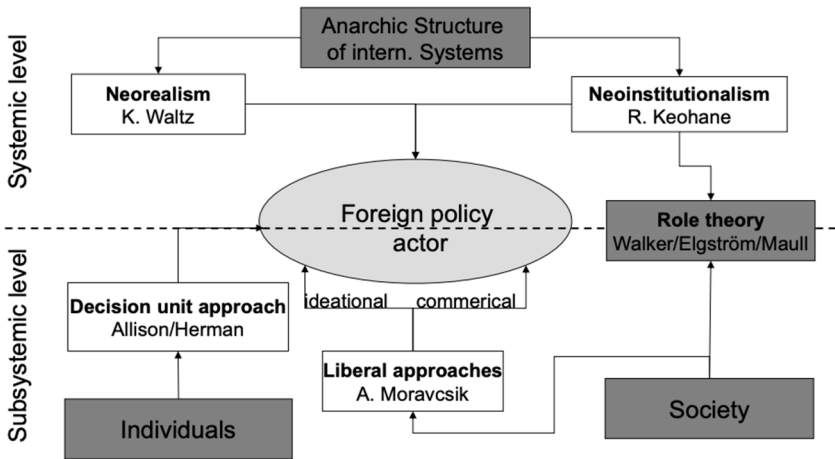 Systemic level
Anarchic Structure
of intern. Systems
Neorealism
K. Waltz
Neoinstitutionalism
R. Keohane
Foreign policy
actor
Role theory
Walker/Elgström/Maull
Subsystemic level
Decision unit approach
Allison/Herman
ideational
commerical
Liberal approaches
A. Moravcsik
Individuals
Society